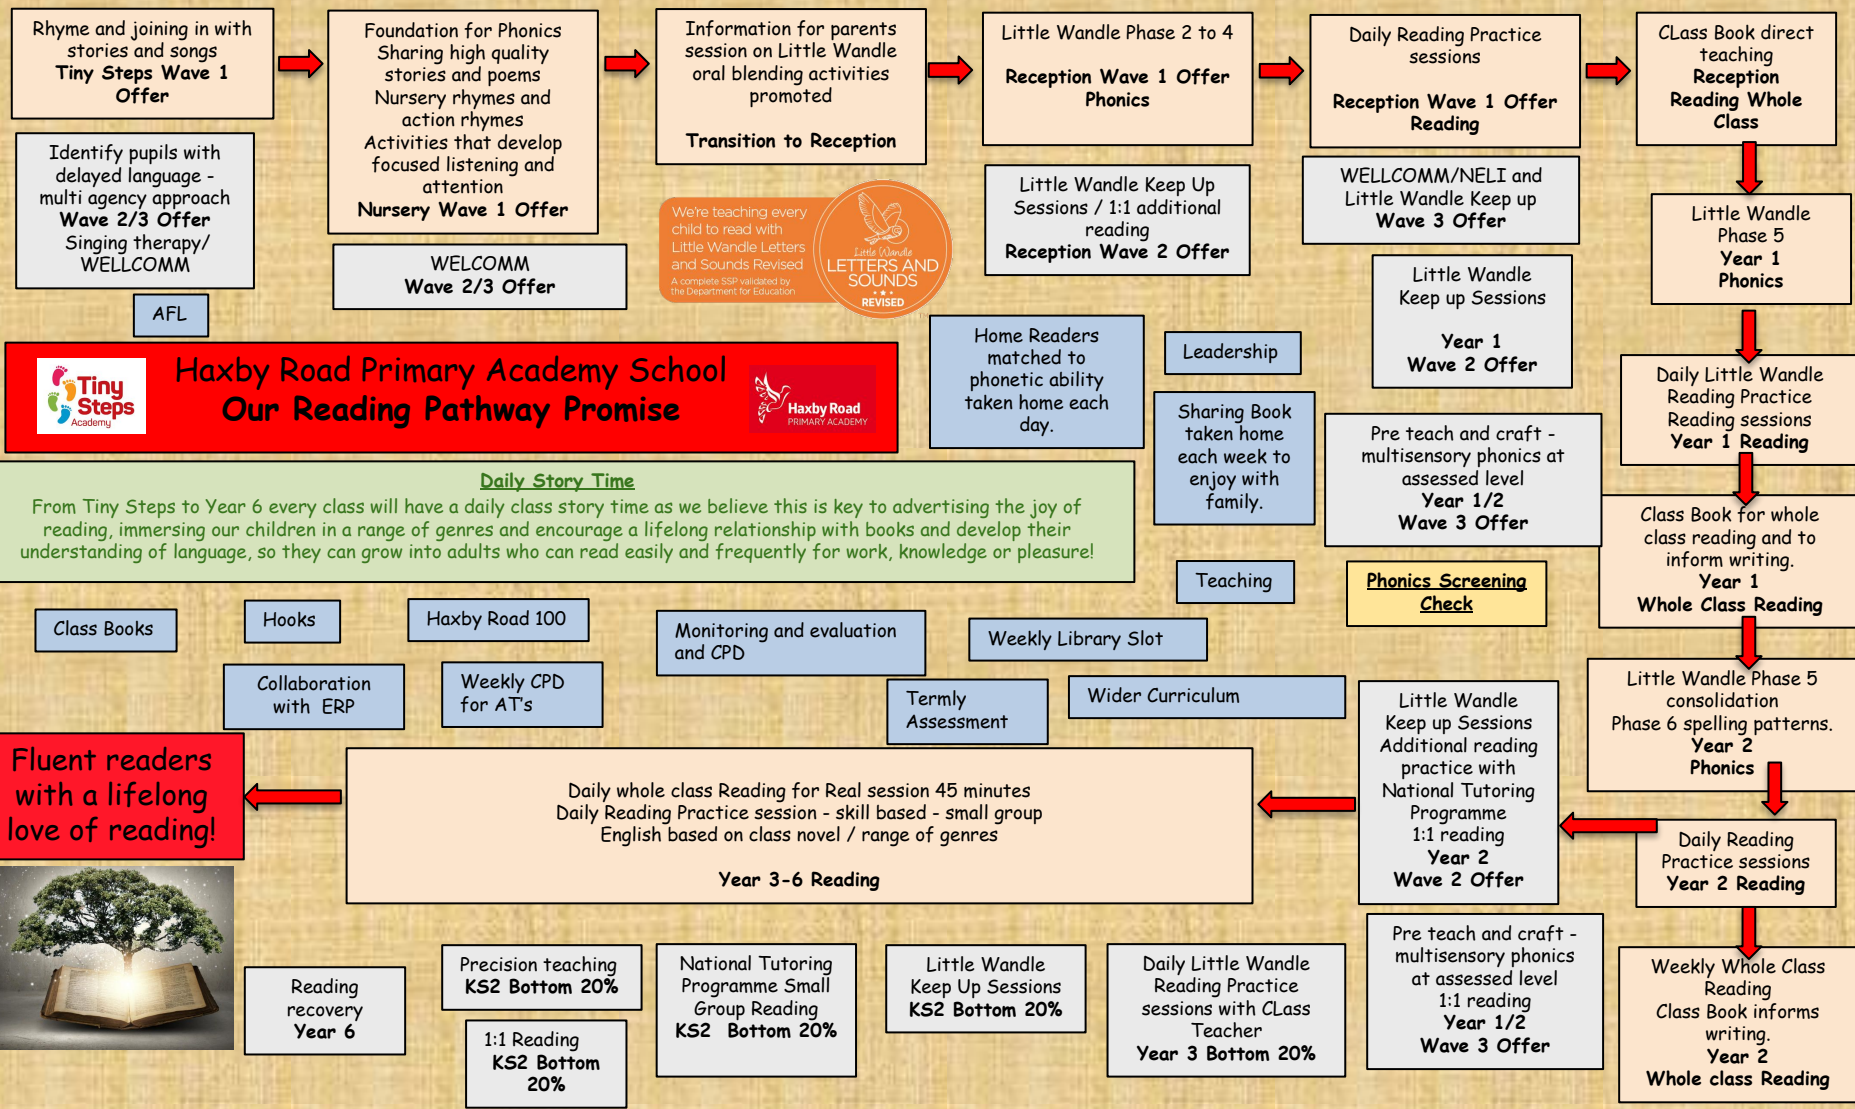 Rhyme and joining in with
stories and songs
Tiny Steps Wave 1
Offer
Foundation for Phonics
Sharing high quality
stories and poems
Nursery rhymes and
action rhymes
Activities that develop
focused listening and
attention
Nursery Wave 1 Offer
Information for parents
session on Little Wandle
oral blending activities
promoted
Transition to Reception
Little Wandle Phase 2 to 4
Reception Wave 1 Offer
Phonics
Daily Reading Practice
sessions
Reception Wave 1 Offer
Reading
CLass Book direct
teaching
Reception
Reading Whole
Class
Identify pupils with
delayed language -
multi agency approach
Wave 2/3 Offer
Singing therapy/
WELLCOMM
WELCOMM
Wave 2/3 Offer
We're teaching every
child to read with
Little Wandle Letters
and Sounds Revised
A complete SSP validated by
the Department for Education
Little Wandle
LETTERS AND
SOUNDS
REVISED
Little Wandle Keep Up
Sessions / 1:1 additional
reading
Reception Wave 2 Offer
WELLCOMM/NELI and
Little Wandle Keep up
Wave 3 Offer
Little Wandle
Phase 5
Year 1
Phonics
Little Wandle
Keep up Sessions
Year 1
Wave 2 Offer
AFL
Tiny
Steps
Academy
Haxby Road Primary Academy School
Our Reading Pathway Promise
Haxby Road
PRIMARY ACADEMY
Home Readers
matched to
phonetic ability
taken home each
day.
Leadership
Sharing Book
taken home
each week to
enjoy with
family.
Daily Little Wandle
Reading Practice
Reading sessions
Year 1 Reading
Pre teach and craft -
multisensory phonics at
assessed level
Year 1/2
Wave 3 Offer
Daily Story Time
From Tiny Steps to Year 6 every class will have a daily class story time as we believe this is key to advertising the joy of
reading, immersing our children in a range of genres and encourage a lifelong relationship with books and develop their
understanding of language, so they can grow into adults who can read easily and frequently for work, knowledge or pleasure!
Class Book for whole
class reading and to
inform writing.
Year 1
Whole Class Reading
Teaching
Phonics Screening
Check
Class Books
Hooks
Haxby Road 100
Monitoring and evaluation
and CPD
Weekly Library Slot
Collaboration
with ERP
Weekly CPD
for AT's
Termly
Assessment
Wider Curriculum
Little Wandle
Keep up Sessions
Additional reading
practice with
National Tutoring
Programme
1:1 reading
Year 2
Wave 2 Offer
Little Wandle Phase 5
consolidation
Phase 6 spelling patterns.
Year 2
Phonics
Fluent readers
with a lifelong
love of reading!
Daily whole class Reading for Real session 45 minutes
Daily Reading Practice session - skill based - small group
English based on class novel / range of genres
Year 3-6 Reading
Daily Reading
Practice sessions
Year 2 Reading
Reading
recovery
Year 6
Precision teaching
KS2 Bottom 20%
1:1 Reading
KS2 Bottom
20%
National Tutoring
Programme Small
Group Reading
KS2 Bottom 20%
Little Wandle
Keep Up Sessions
KS2 Bottom 20%
Daily Little Wandle
Reading Practice
sessions with CLass
Teacher
Year 3 Bottom 20%
Pre teach and craft -
multisensory phonics
at assessed level
1:1 reading
Year 1/2
Wave 3 Offer
Weekly Whole Class
Reading
Class Book informs
writing.
Year 2
Whole class Reading